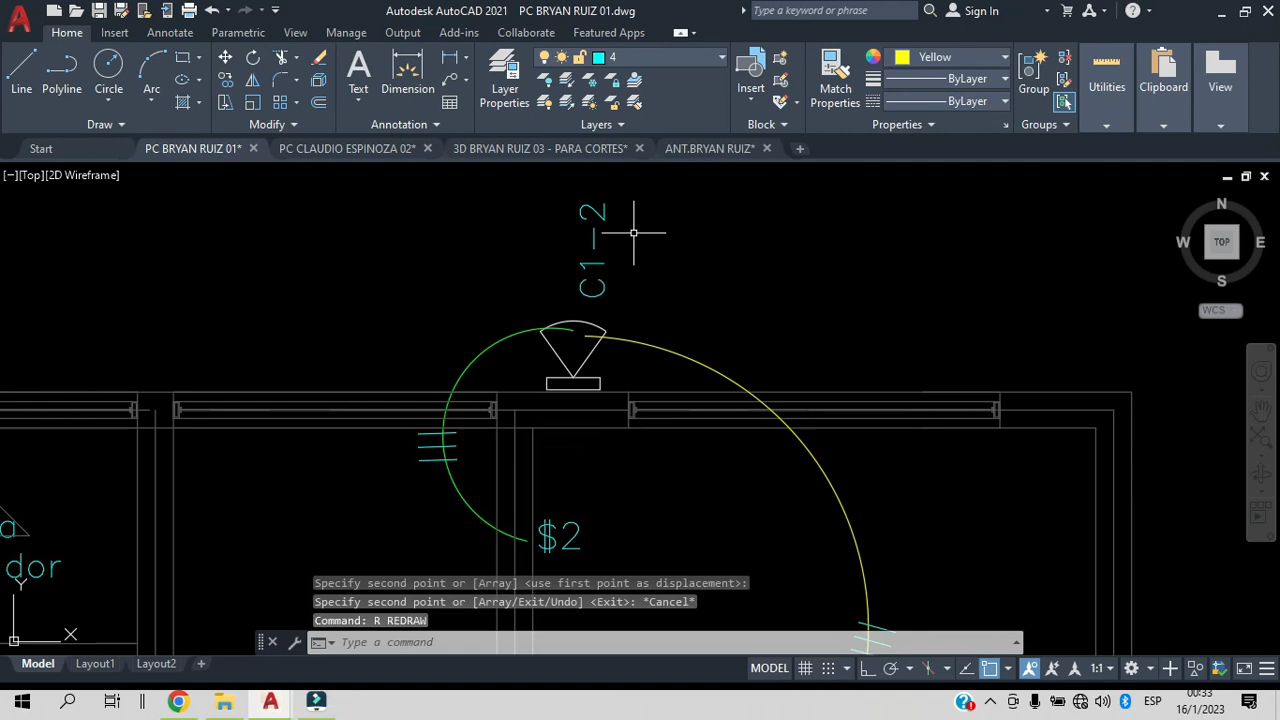 Autodesk AutoCAD 2021 PC BRYAN RUIZ 01.dwg
Type a keyword or phrase
Sign In
Home Insert Annotate Parametric View Manage Output Add-ins Collaborate Featured Apps
4
Yellow
ByLayer
ByLayer
Line Polyline Circle Arc
Text Dimension
Layer
Properties
Insert
Match
Properties
Group
Utilities
Clipboard
View
Draw Modify Annotation Layers Block Properties Groups
Start PC BRYAN RUIZ 01* PC CLAUDIO ESPINOZA 02* 3D BRYAN RUIZ 03 - PARA CORTES* ANT.BRYAN RUIZ*
[−][Top][2D Wireframe]
N
W TOP E
S
WCS
C1-2
$2
a
dor
Y
X
Specify second point or [Array] <use first point as displacement>:
Specify second point or [Array/Exit/Undo] <Exit>: *Cancel*
Command: R REDRAW
Type a command
Model Layout1 Layout2
MODEL
1:1
ESP
00:33
16/1/2023